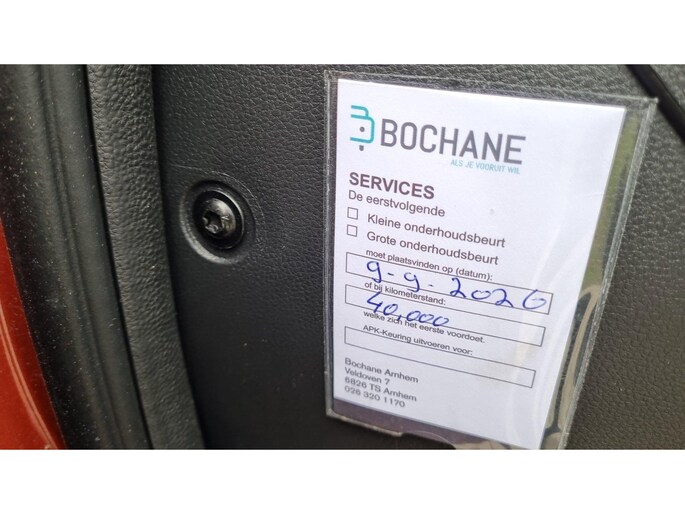 BOCHANE
ALS JE VOORUIT WIL
SERVICES
De eerstvolgende
Kleine onderhoudsbeurt
Grote onderhoudsbeurt
moet plaatsvinden op (datum):
9-9-2026
of bij kilometerstand:
40,000
welke zich het eerste voordoet.
APK-Keuring uitvoeren voor:
Bochane Arnhem
Veldoven 7
6826 TS Arnhem
026 320 1170